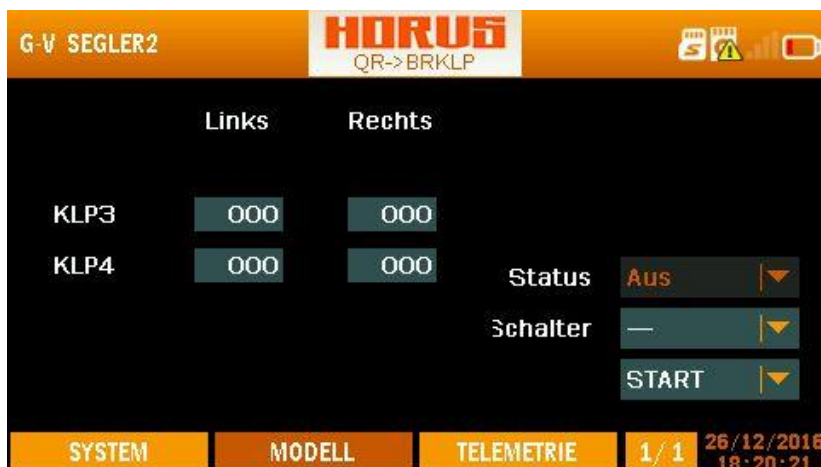 G-V SEGLER2
HORUS
QR->BRKLP
Links Rechts
KLP3 000 000
KLP4 000 000
Status Aus
Schalter —
START
SYSTEM MODELL TELEMETRIE 1/1 26/12/2016
18:20:21